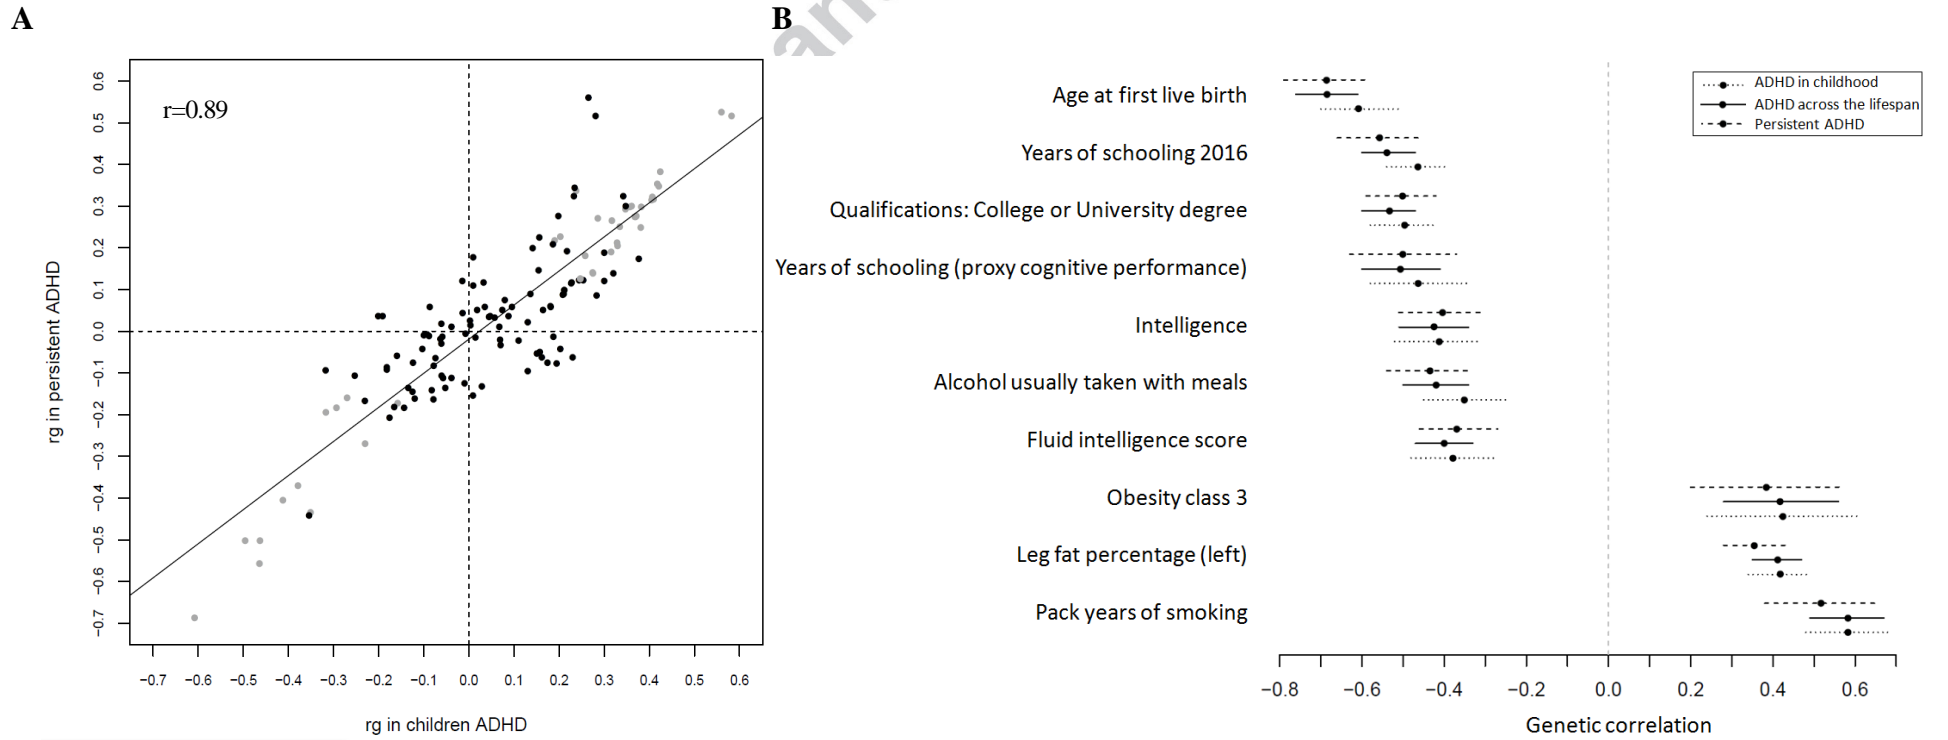 A
B
an
r=0.89
rg in persistent ADHD
0.6
0.5
0.4
0.3
0.2
0.1
0.0
−0.1
−0.2
−0.3
−0.4
−0.5
−0.6
−0.7
−0.7 −0.6 −0.5 −0.4 −0.3 −0.2 −0.1 0.0 0.1 0.2 0.3 0.4 0.5 0.6
rg in children ADHD
ADHD in childhood
ADHD across the lifespan
Persistent ADHD
Age at first live birth
Years of schooling 2016
Qualifications: College or University degree
Years of schooling (proxy cognitive performance)
Intelligence
Alcohol usually taken with meals
Fluid intelligence score
Obesity class 3
Leg fat percentage (left)
Pack years of smoking
−0.8 −0.6 −0.4 −0.2 0.0 0.2 0.4 0.6
Genetic correlation